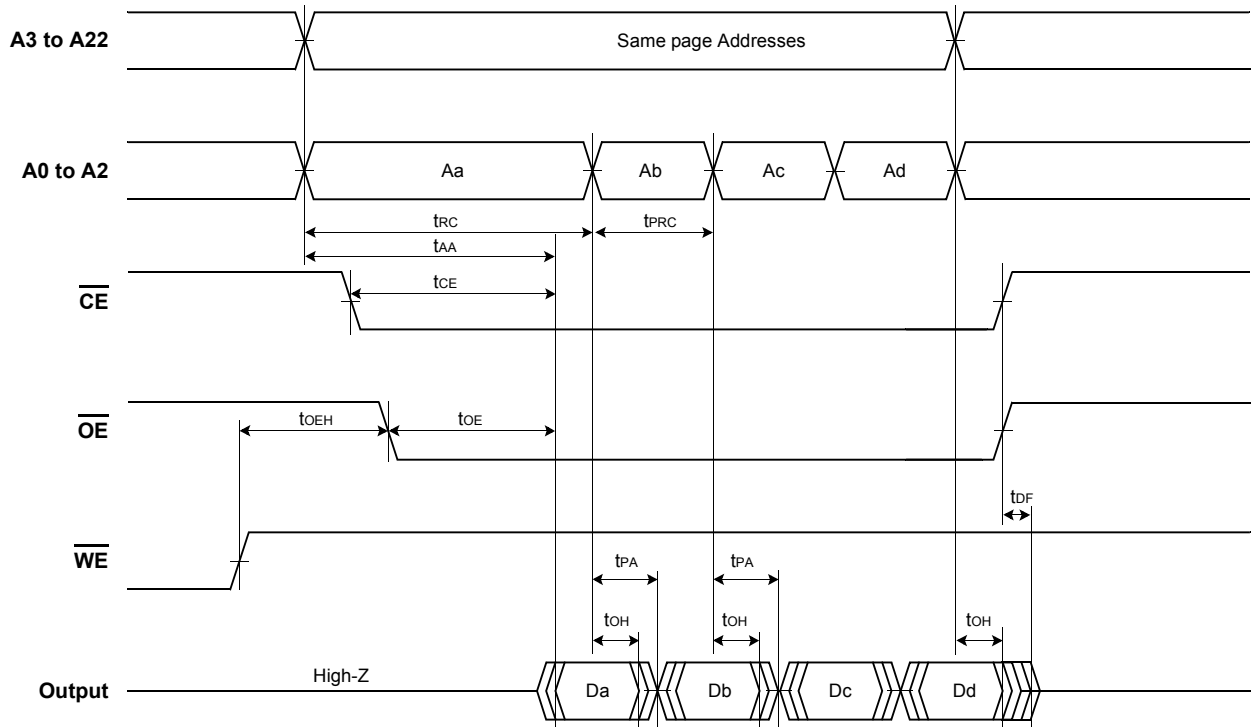 A3 to A22
Same page Addresses
A0 to A2
Aa
Ab
Ac
Ad
tRC
tPRC
tAA
CE
tCE
OE
tOEH
tOE
tDF
WE
tPA
tPA
tOH
tOH
tOH
Output
High-Z
Da
Db
Dc
Dd